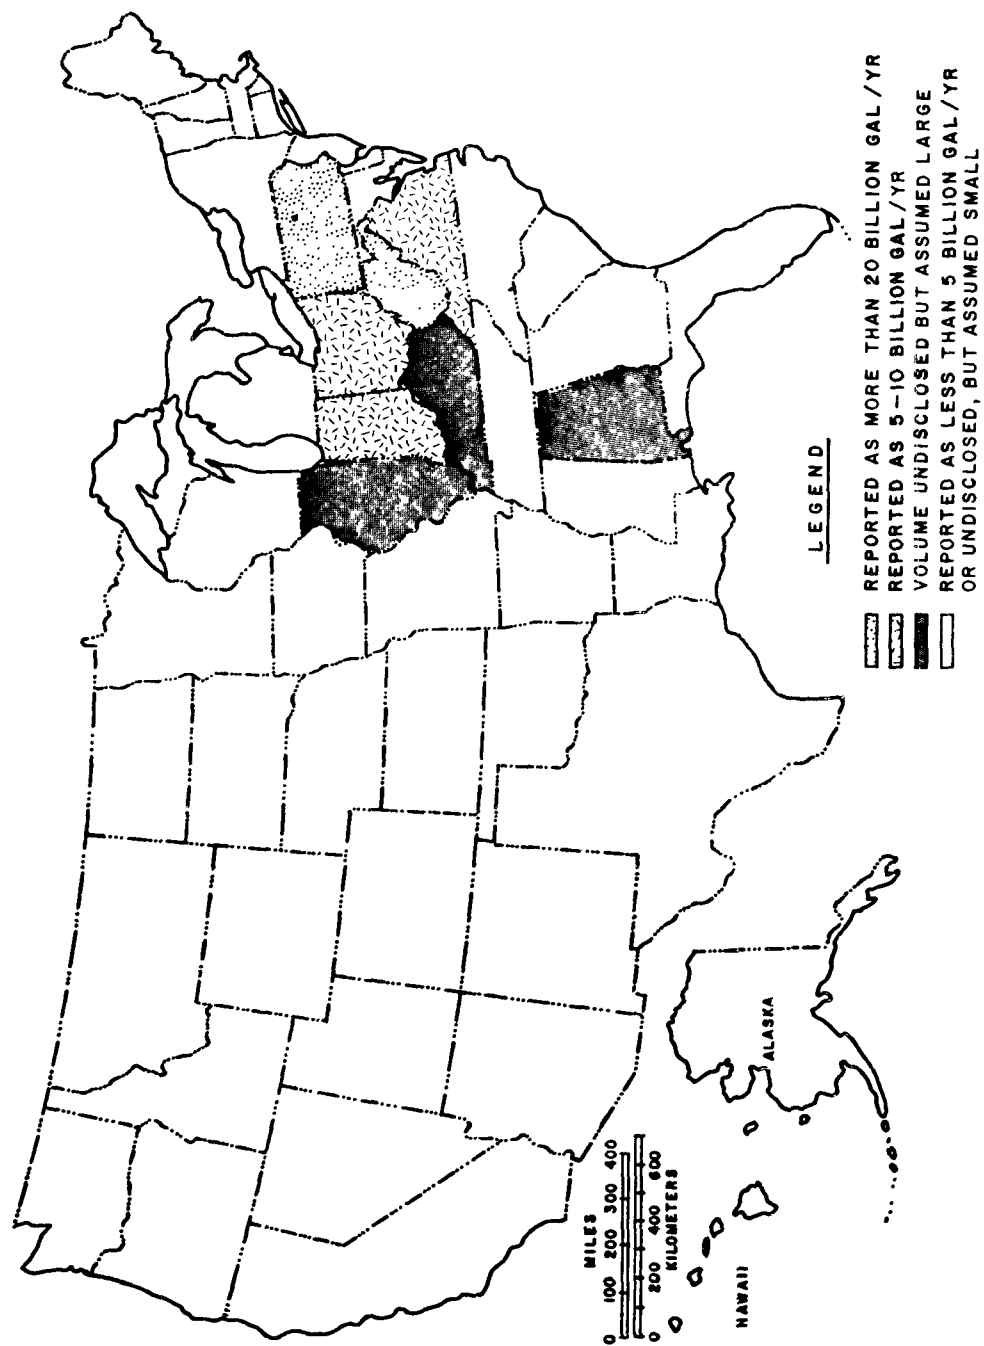 LEGEND
REPORTED AS MORE THAN 20 BILLION GAL/YR
REPORTED AS 5-10 BILLION GAL/YR
VOLUME UNDISCLOSED BUT ASSUMED LARGE
REPORTED AS LESS THAN 5 BILLION GAL/YR
OR UNDISCLOSED, BUT ASSUMED SMALL
MILES
0 100 200 300 400
0 200 400 600
KILOMETERS
HAWAII
ALASKA